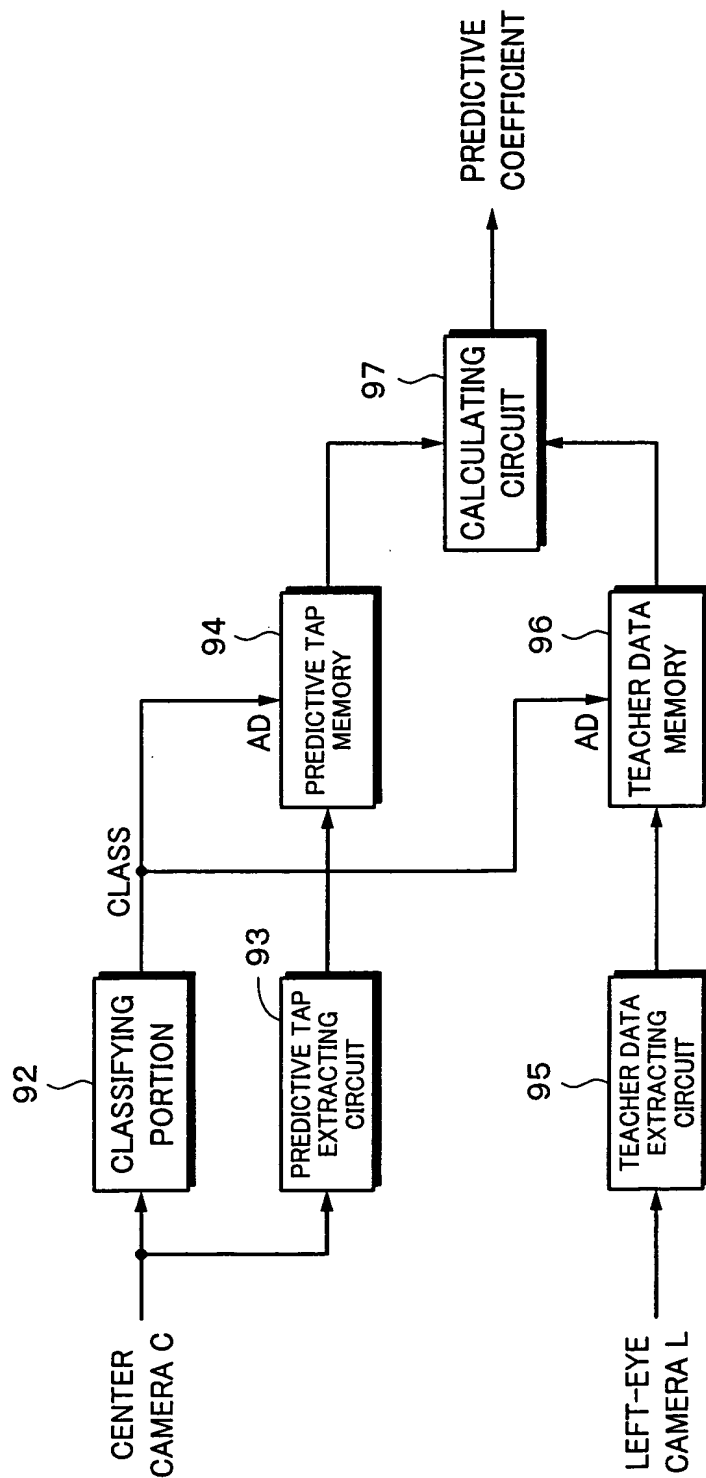 CENTER
CAMERA C
92
CLASSIFYING
PORTION
CLASS
93
PREDICTIVE TAP
EXTRACTING
CIRCUIT
94
AD
PREDICTIVE TAP
MEMORY
97
CALCULATING
CIRCUIT
PREDICTIVE
COEFFICIENT
LEFT-EYE
CAMERA L
95
TEACHER DATA
EXTRACTING
CIRCUIT
96
AD
TEACHER DATA
MEMORY